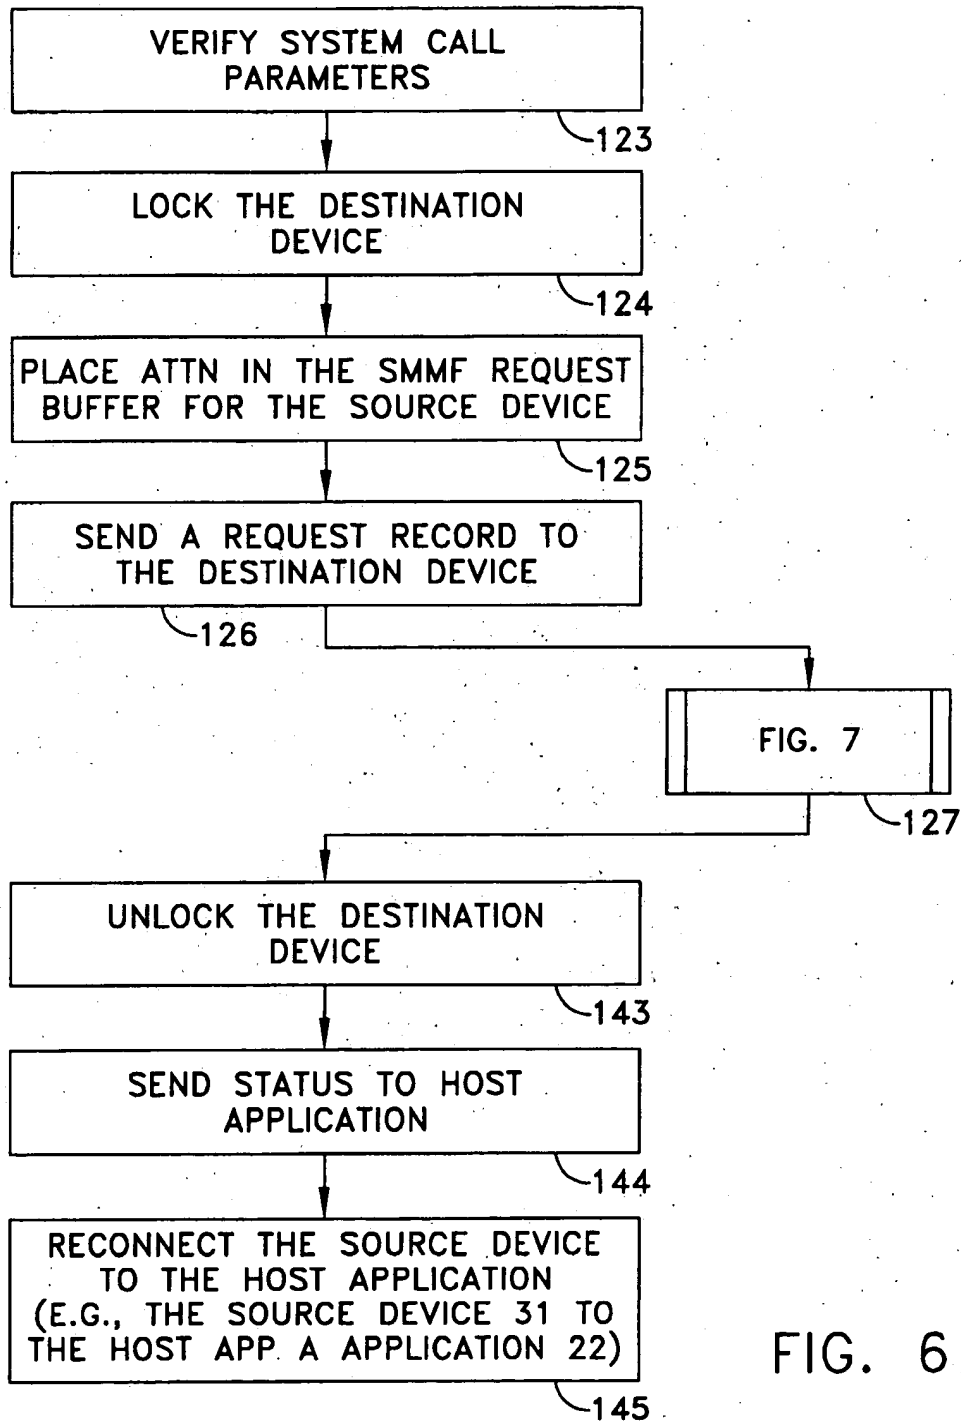 VERIFY SYSTEM CALL
PARAMETERS
123
LOCK THE DESTINATION
DEVICE
124
PLACE ATTN IN THE SMMF REQUEST
BUFFER FOR THE SOURCE DEVICE
125
SEND A REQUEST RECORD TO
THE DESTINATION DEVICE
126
FIG. 7
127
UNLOCK THE DESTINATION
DEVICE
143
SEND STATUS TO HOST
APPLICATION
144
RECONNECT THE SOURCE DEVICE
TO THE HOST APPLICATION
(E.G., THE SOURCE DEVICE 31 TO
THE HOST APP. A APPLICATION 22)
145
FIG. 6